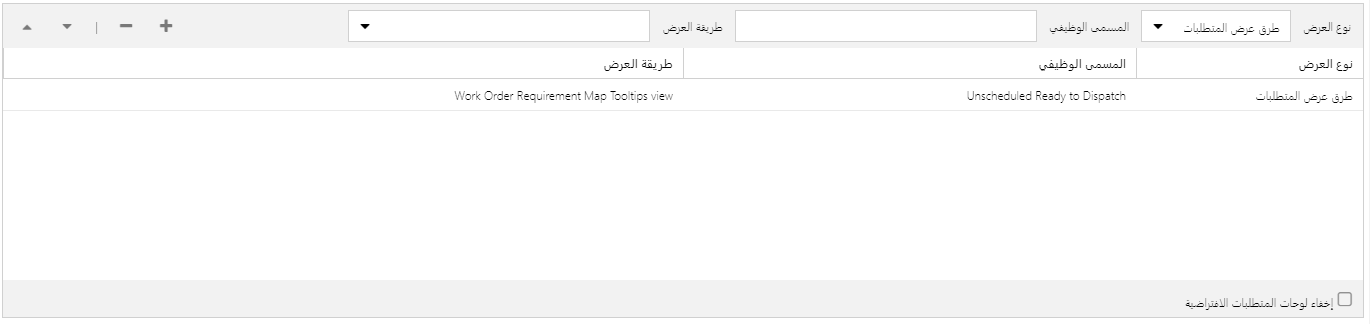 نوع العرض طرق عرض المتطلبات المسمى الوظيفي طريقة العرض
نوع العرض المسمى الوظيفي طريقة العرض
طرق عرض المتطلبات Unscheduled Ready to Dispatch Work Order Requirement Map Tooltips view
إخفاء لوحات المتطلبات الافتراضية